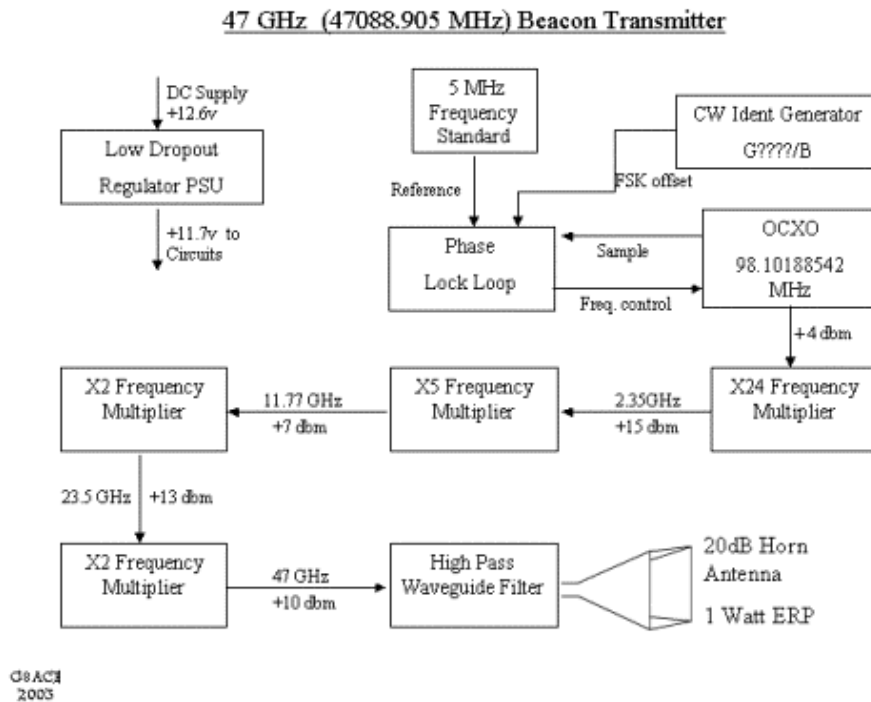 47 GHz (47088.905 MHz) Beacon Transmitter
DC Supply
+12.6v
Low Dropout
Regulator PSU
+11.7v to
Circuits
5 MHz
Frequency
Standard
CW Ident Generator
G????/B
Reference
FSK offset
Phase
Lock Loop
Sample
Freq. control
OCXO
98.10188542
MHz
+4 dbm
X2 Frequency
Multiplier
11.77 GHz
+7 dbm
X5 Frequency
Multiplier
2.35GHz
+15 dbm
X24 Frequency
Multiplier
23.5 GHz
+13 dbm
X2 Frequency
Multiplier
47 GHz
+10 dbm
High Pass
Waveguide Filter
20dB Horn
Antenna
1 Watt ERP
2003